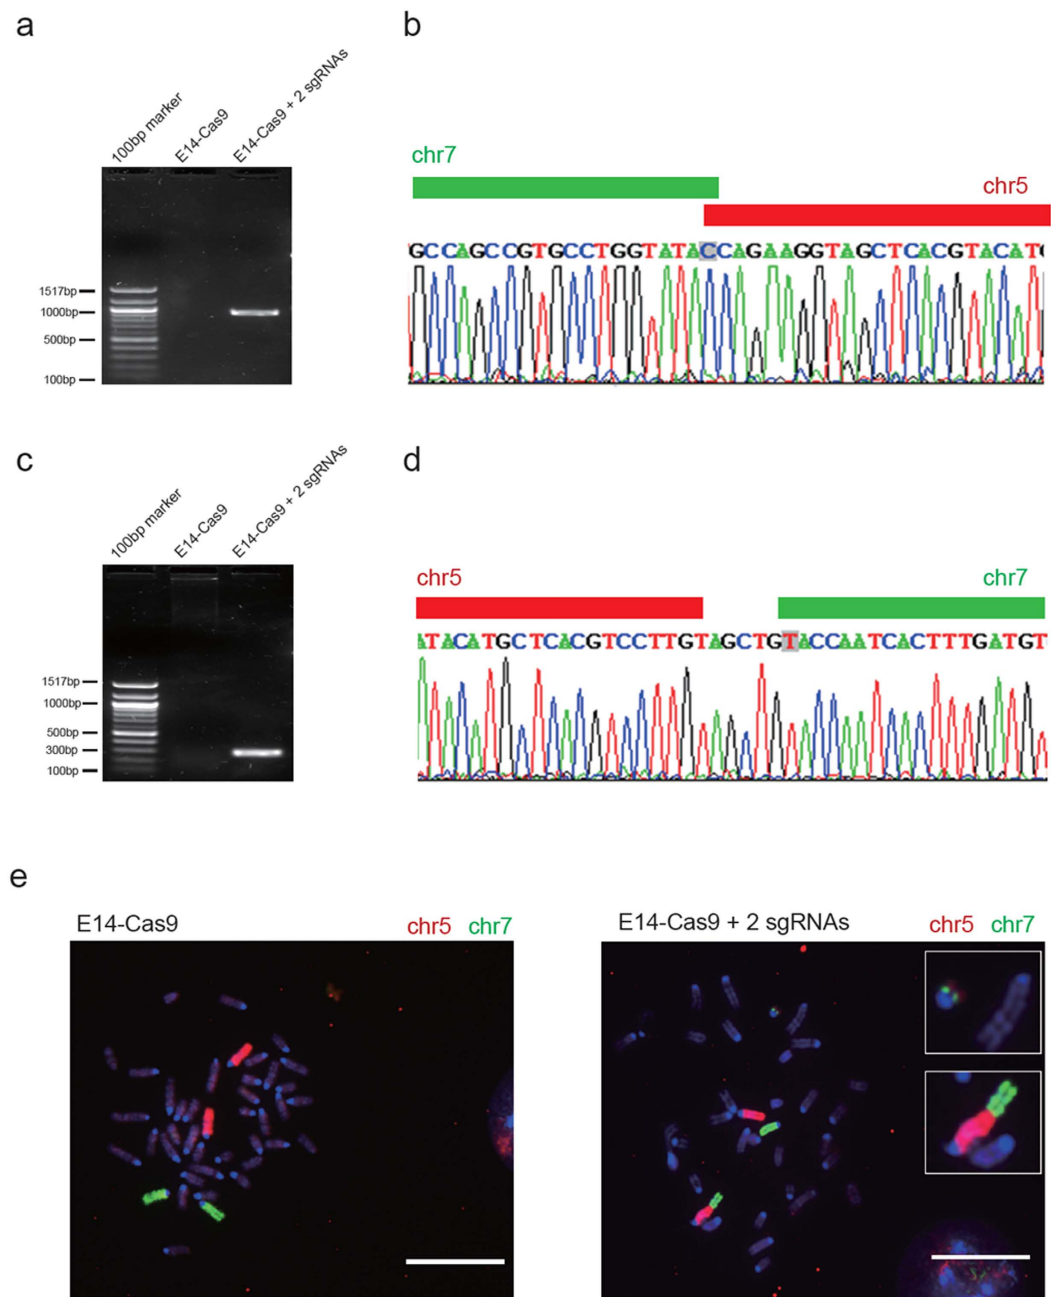 a
100bp marker
E14-Cas9
E14-Cas9 + 2 sgRNAs
1517bp
1000bp
500bp
100bp
b
chr7
chr5
GCCAGCCGTGCCTGGTATACCAGAAGGTAGCTCACGTACAT
c
100bp marker
E14-Cas9
E14-Cas9 + 2 sgRNAs
1517bp
1000bp
500bp
300bp
100bp
d
chr5
chr7
ATACATGCTCACGTCCTTGTAGCTGTACCAATCACTTTGATGT
e
E14-Cas9
chr5 chr7
E14-Cas9 + 2 sgRNAs
chr5 chr7